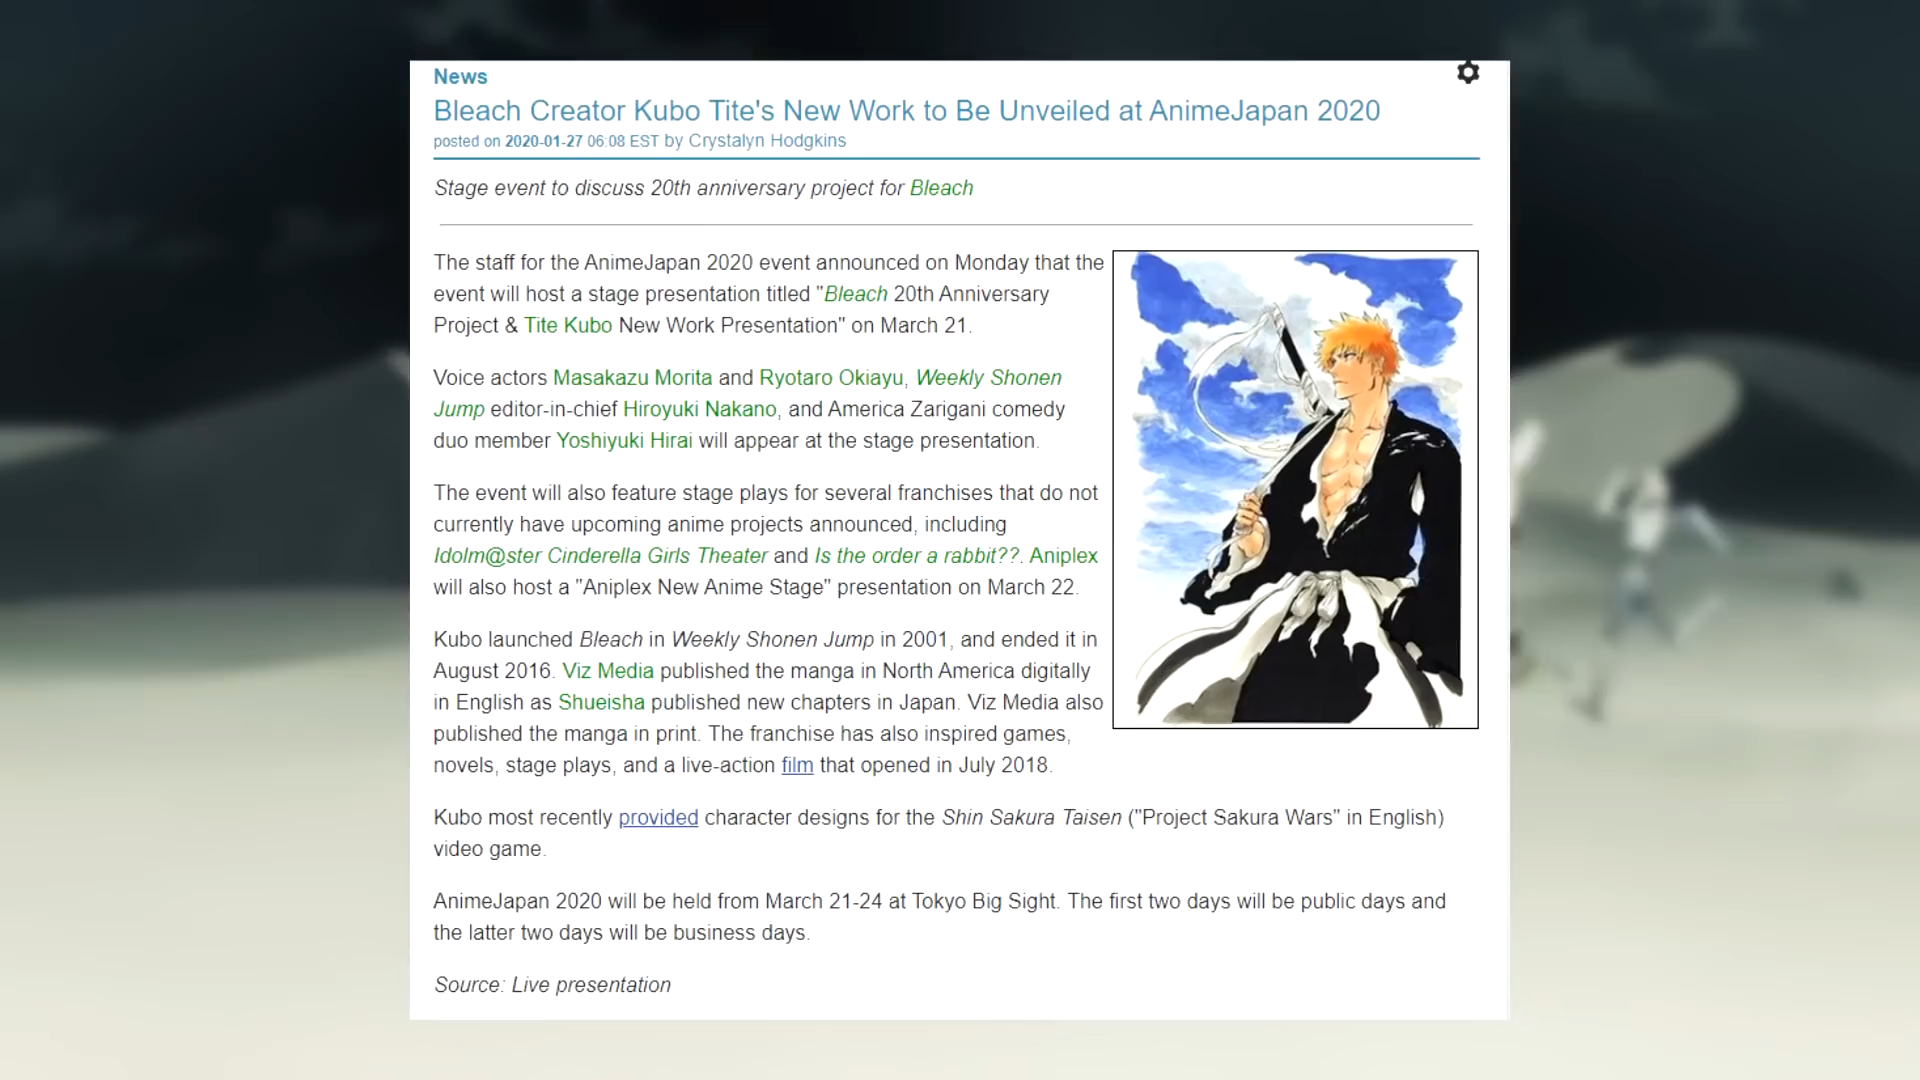 News
Bleach Creator Kubo Tite's New Work to Be Unveiled at AnimeJapan 2020
posted on 2020-01-27 06:08 EST by Crystalyn Hodgkins
Stage event to discuss 20th anniversary project for Bleach
The staff for the AnimeJapan 2020 event announced on Monday that the
event will host a stage presentation titled "Bleach 20th Anniversary
Project & Tite Kubo New Work Presentation" on March 21.
Voice actors Masakazu Morita and Ryotaro Okiayu, Weekly Shonen
Jump editor-in-chief Hiroyuki Nakano, and America Zarigani comedy
duo member Yoshiyuki Hirai will appear at the stage presentation.
The event will also feature stage plays for several franchises that do not
currently have upcoming anime projects announced, including
Idolm@ster Cinderella Girls Theater and Is the order a rabbit??. Aniplex
will also host a "Aniplex New Anime Stage" presentation on March 22.
Kubo launched Bleach in Weekly Shonen Jump in 2001, and ended it in
August 2016. Viz Media published the manga in North America digitally
in English as Shueisha published new chapters in Japan. Viz Media also
published the manga in print. The franchise has also inspired games,
novels, stage plays, and a live-action film that opened in July 2018.
Kubo most recently provided character designs for the Shin Sakura Taisen ("Project Sakura Wars" in English)
video game.
AnimeJapan 2020 will be held from March 21-24 at Tokyo Big Sight. The first two days will be public days and
the latter two days will be business days.
Source: Live presentation